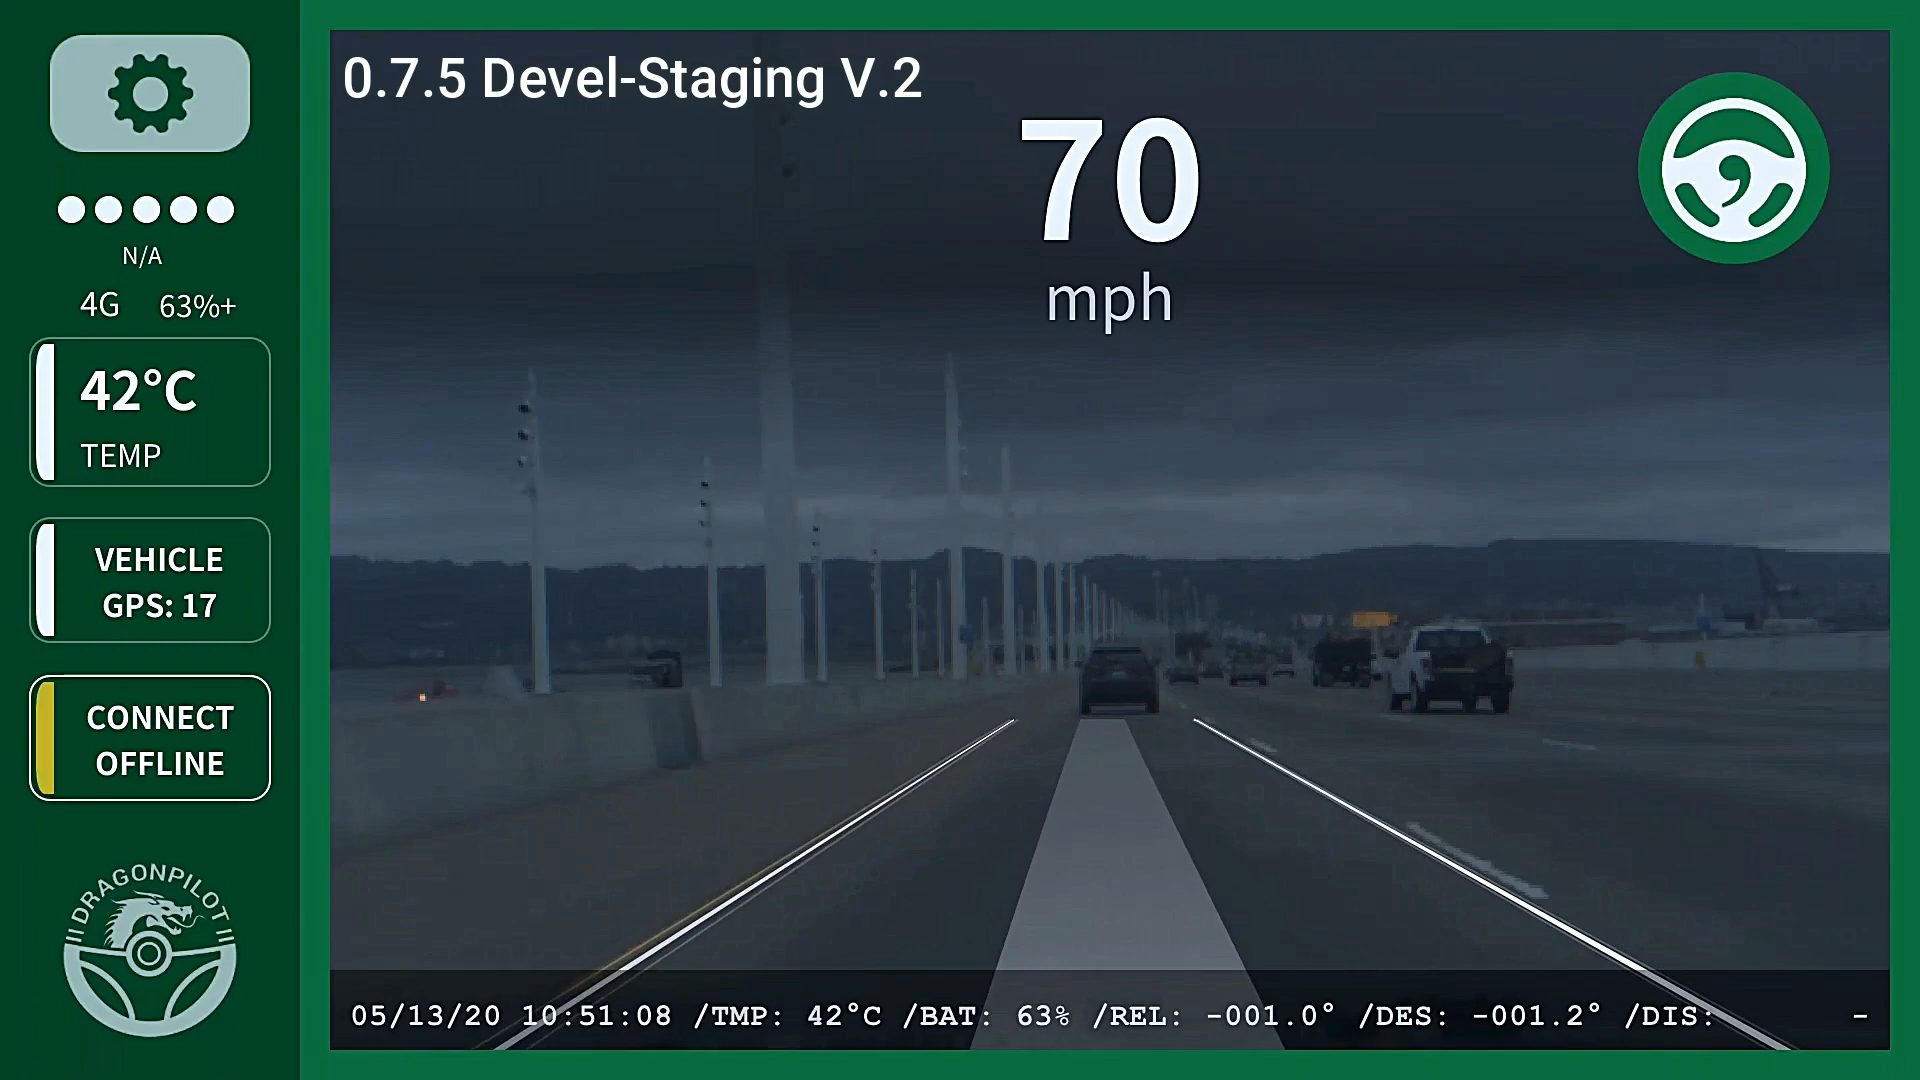 0.7.5 Devel-Staging V.2
70
mph
N/A
4G 63%+
42°C
TEMP
VEHICLE
GPS: 17
CONNECT
OFFLINE
DRAGONPILOT
05/13/20 10:51:08 /TMP: 42°C /BAT: 63% /REL: -001.0° /DES: -001.2° /DIS: -